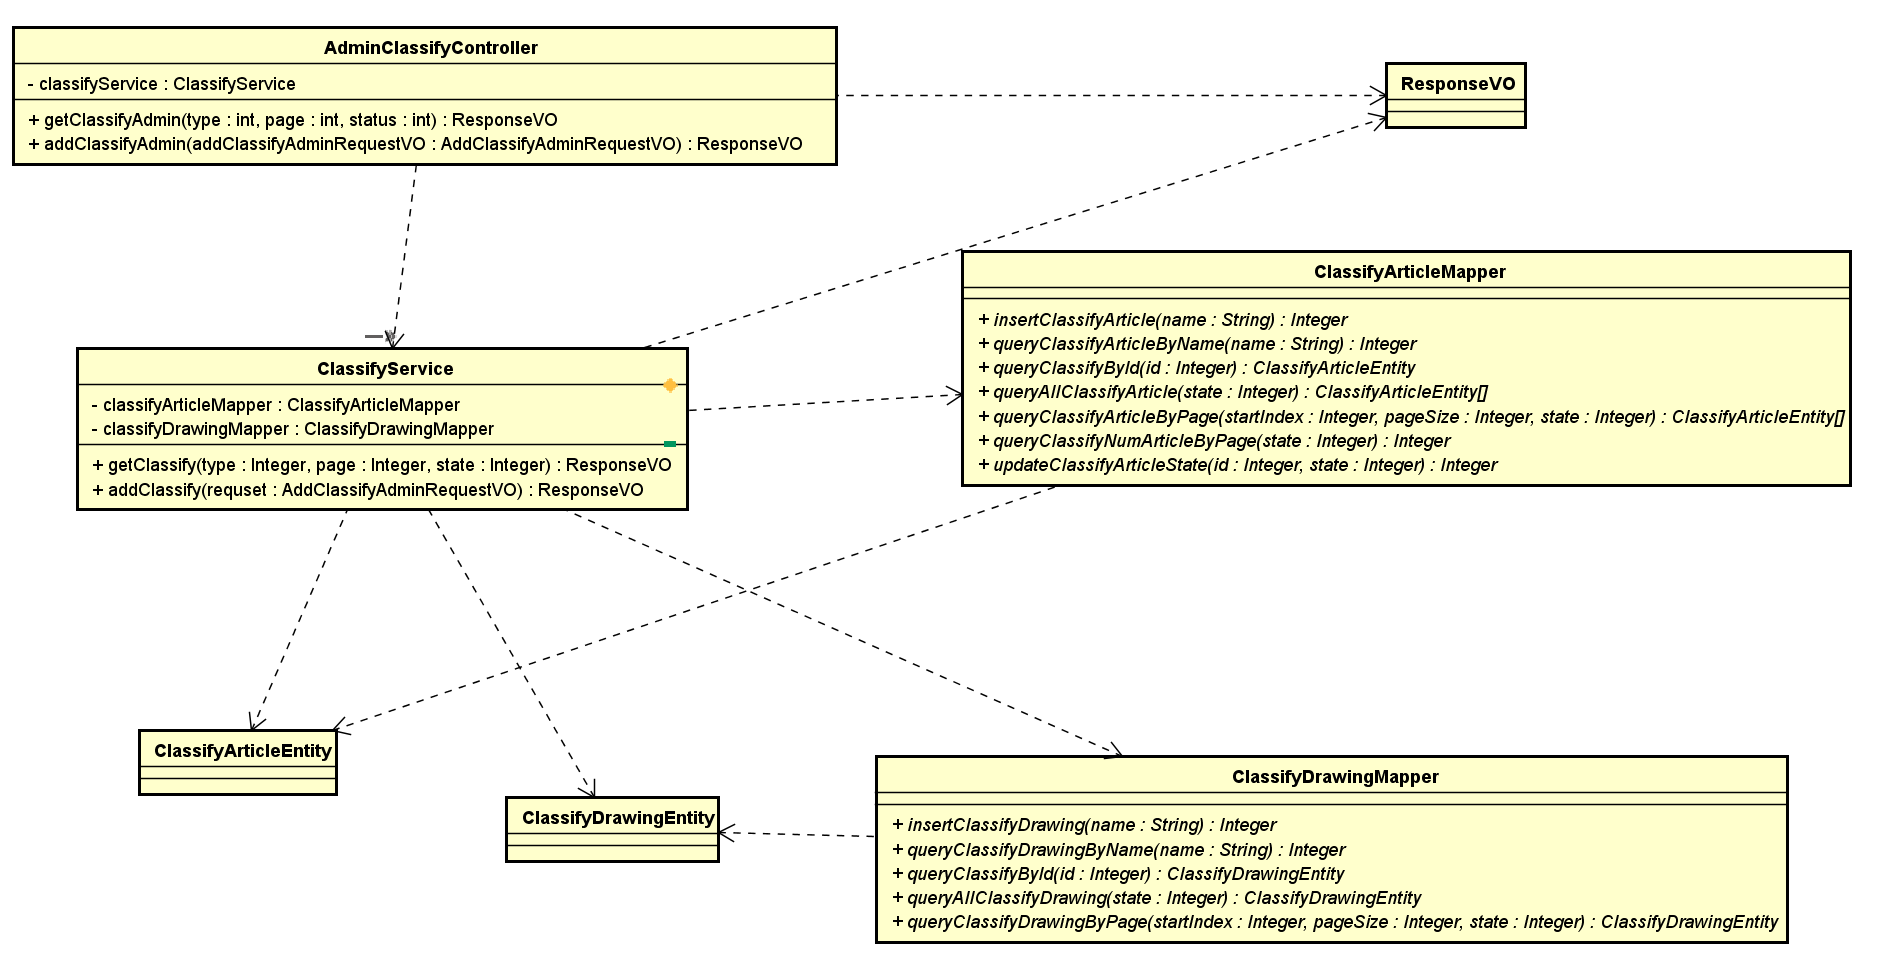 AdminClassifyController
- classifyService : ClassifyService
+ getClassifyAdmin(type : int, page : int, status : int) : ResponseVO
+ addClassifyAdmin(addClassifyAdminRequestVO : AddClassifyAdminRequestVO) : ResponseVO
ResponseVO
ClassifyArticleMapper
+ insertClassifyArticle(name : String) : Integer
+ queryClassifyArticleByName(name : String) : Integer
+ queryClassifyById(id : Integer) : ClassifyArticleEntity
+ queryAllClassifyArticle(state : Integer) : ClassifyArticleEntity[]
+ queryClassifyArticleByPage(startIndex : Integer, pageSize : Integer, state : Integer) : ClassifyArticleEntity[]
+ queryClassifyNumArticleByPage(state : Integer) : Integer
+ updateClassifyArticleState(id : Integer, state : Integer) : Integer
ClassifyService
- classifyArticleMapper : ClassifyArticleMapper
- classifyDrawingMapper : ClassifyDrawingMapper
+ getClassify(type : Integer, page : Integer, state : Integer) : ResponseVO
+ addClassify(requset : AddClassifyAdminRequestVO) : ResponseVO
ClassifyArticleEntity
ClassifyDrawingEntity
ClassifyDrawingMapper
+ insertClassifyDrawing(name : String) : Integer
+ queryClassifyDrawingByName(name : String) : Integer
+ queryClassifyById(id : Integer) : ClassifyDrawingEntity
+ queryAllClassifyDrawing(state : Integer) : ClassifyDrawingEntity
+ queryClassifyDrawingByPage(startIndex : Integer, pageSize : Integer, state : Integer) : ClassifyDrawingEntity